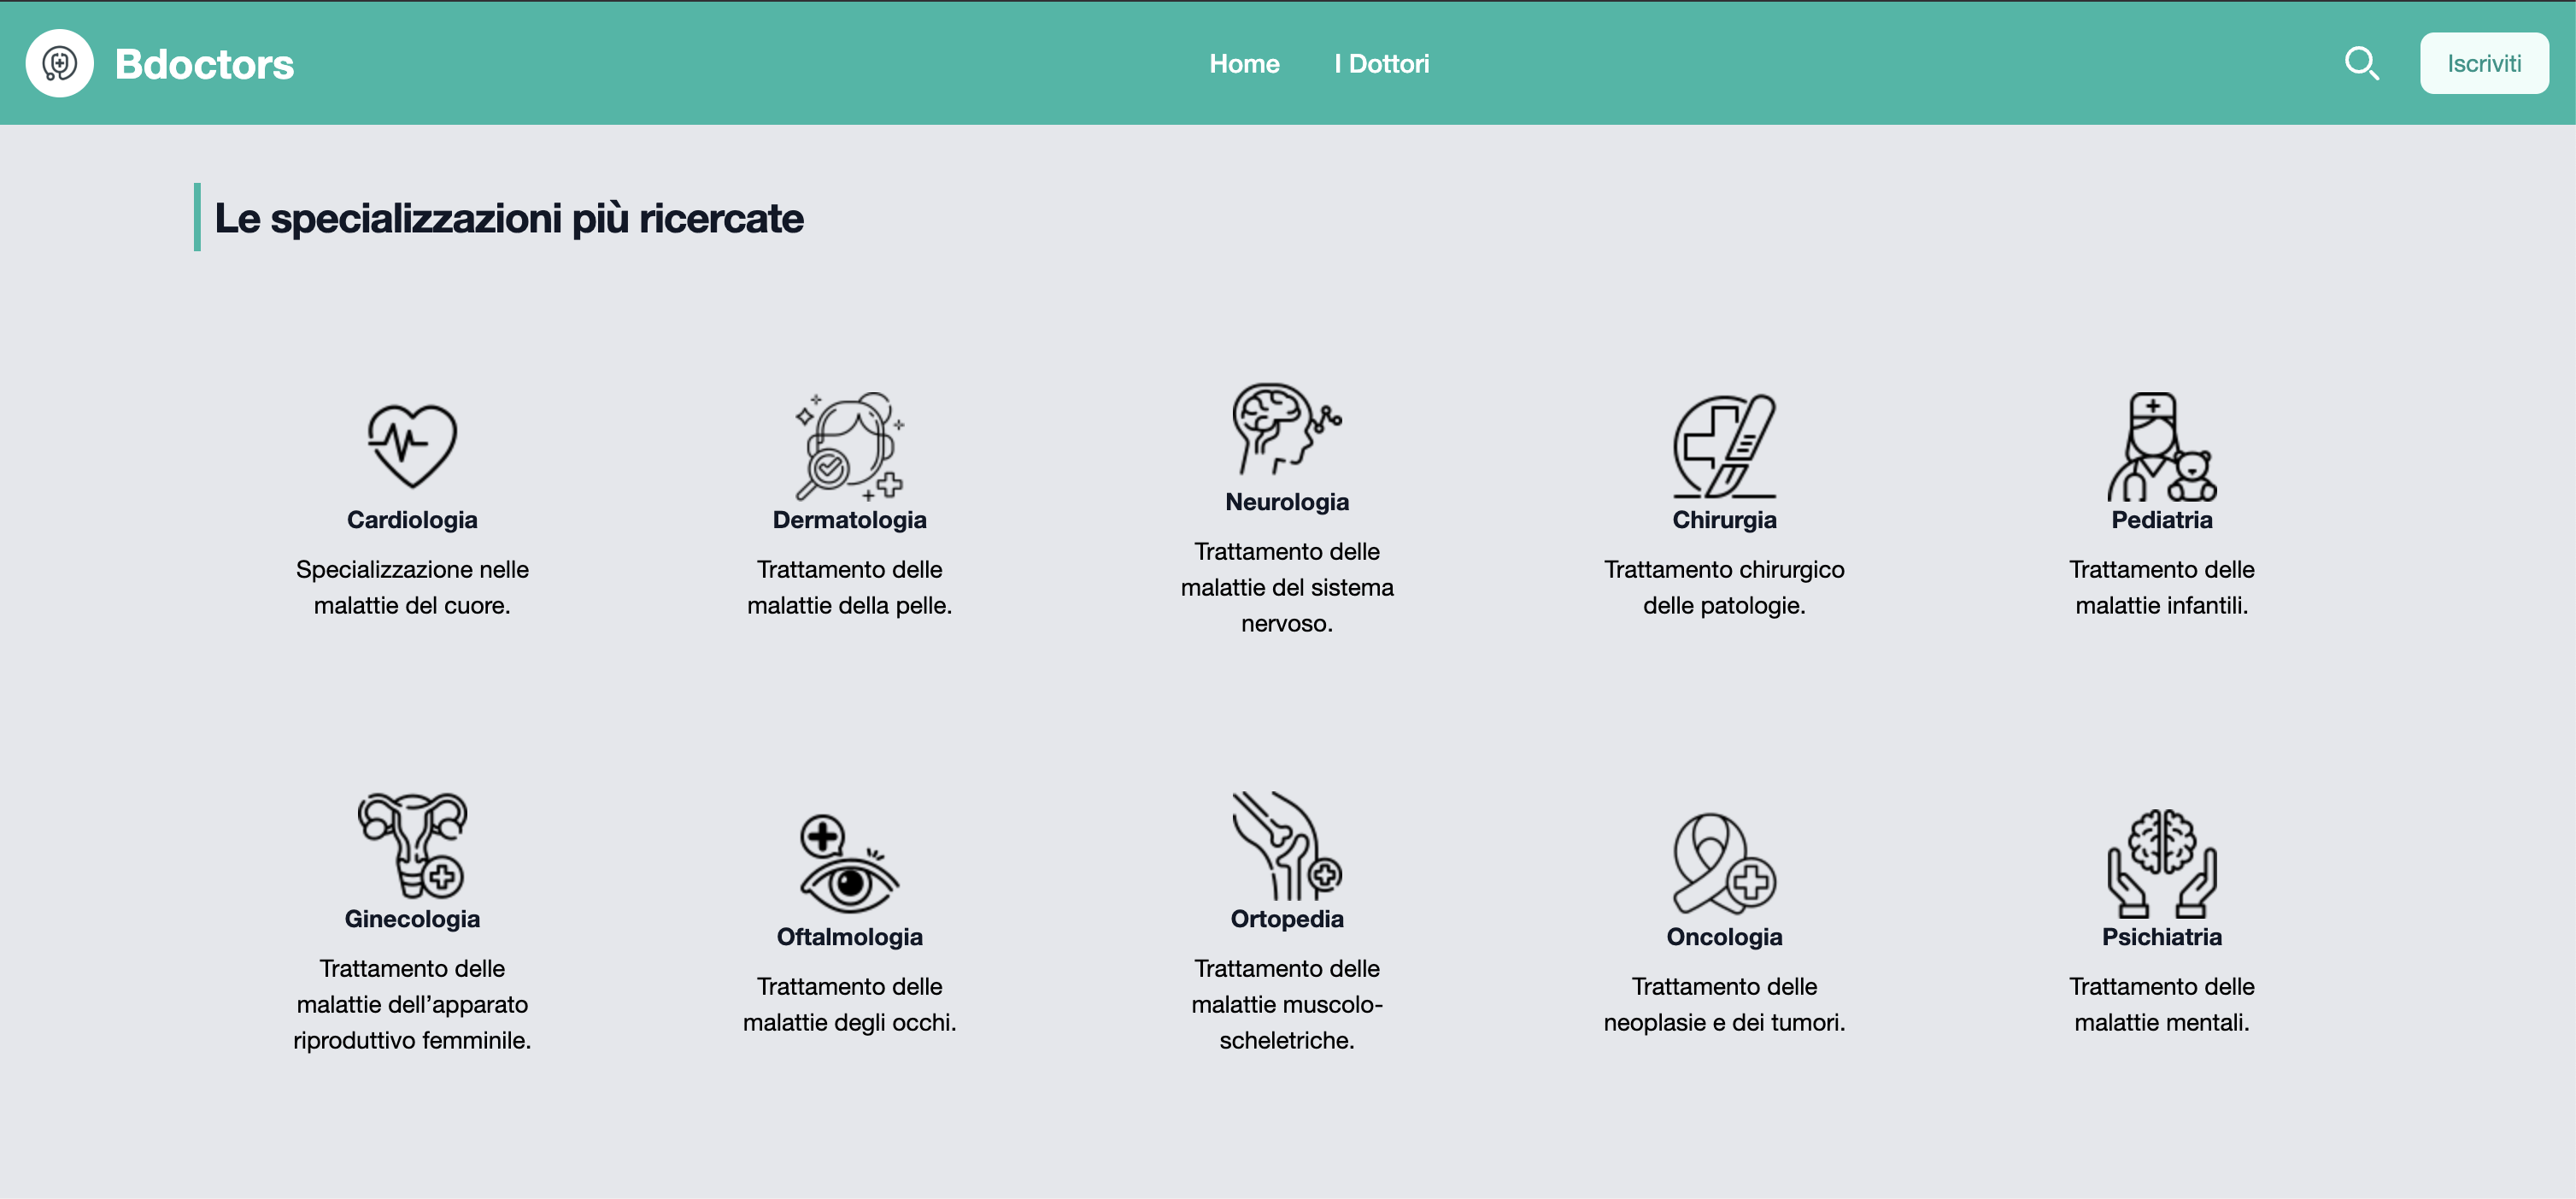 Bdoctors
Home
I Dottori
Iscriviti
Le specializzazioni più ricercate
Cardiologia
Specializzazione nelle
malattie del cuore.
Dermatologia
Trattamento delle
malattie della pelle.
Neurologia
Trattamento delle
malattie del sistema
nervoso.
Chirurgia
Trattamento chirurgico
delle patologie.
Pediatria
Trattamento delle
malattie infantili.
Ginecologia
Trattamento delle
malattie dell’apparato
riproduttivo femminile.
Oftalmologia
Trattamento delle
malattie degli occhi.
Ortopedia
Trattamento delle
malattie muscolo-
scheletriche.
Oncologia
Trattamento delle
neoplasie e dei tumori.
Psichiatria
Trattamento delle
malattie mentali.